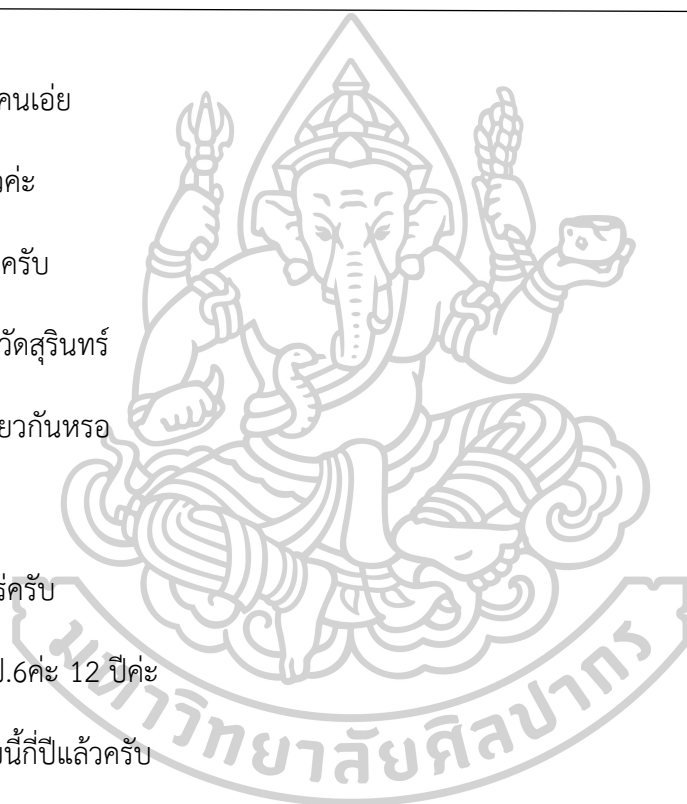 คนเอ่ย
วค่ะ
ครับ
วัดสุรินทร์
ยวกันหรอ
ร่ครับ
ป.6ค่ะ 12 ปีค่ะ
นี้กี่ปีแล้วครับ
มหาวิทยาลัยศิลปากร